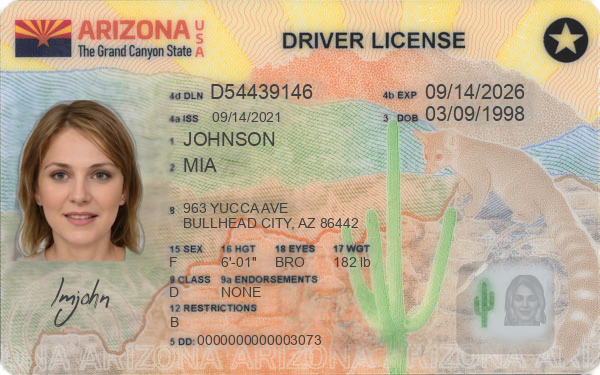 ARIZONA USA
The Grand Canyon State
DRIVER LICENSE
4d DLN D54439146
4b EXP 09/14/2026
4a ISS 09/14/2021
3 DOB 03/09/1998
1 JOHNSON
2 MIA
8 963 YUCCA AVE
BULLHEAD CITY, AZ 86442
15 SEX 16 HGT 18 EYES 17 WGT
F 6'-01" BRO 182 lb
9 CLASS 9a ENDORSEMENTS
D NONE
12 RESTRICTIONS
B
lmjohn
5 DD: 0000000000003073
ARIZONA ARIZONA ARIZONA ARIZONA